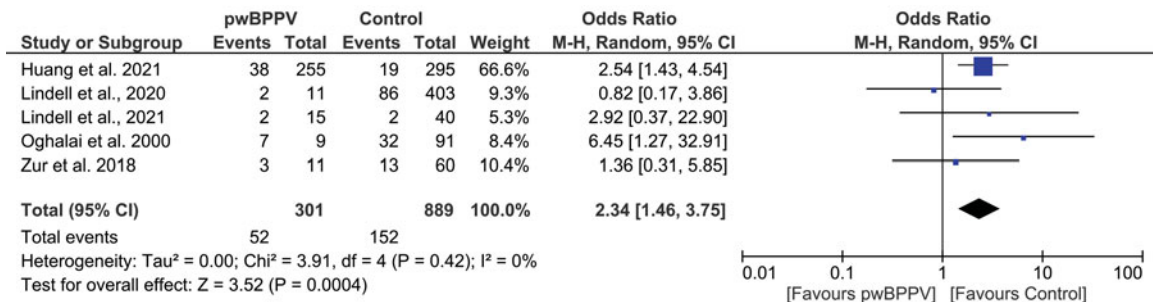 pwBPPV Control Odds Ratio Odds Ratio
Study or Subgroup Events Total Events Total Weight M-H, Random, 95% CI M-H, Random, 95% CI
Huang et al. 2021 38 255 19 295 66.6% 2.54 [1.43, 4.54]
Lindell et al., 2020 2 11 86 403 9.3% 0.82 [0.17, 3.86]
Lindell et al., 2021 2 15 2 40 5.3% 2.92 [0.37, 22.90]
Oghalai et al. 2000 7 9 32 91 8.4% 6.45 [1.27, 32.91]
Zur et al. 2018 3 11 13 60 10.4% 1.36 [0.31, 5.85]
Total (95% CI) 301 889 100.0% 2.34 [1.46, 3.75]
Total events 52 152
Heterogeneity: Tau² = 0.00; Chi² = 3.91, df = 4 (P = 0.42); I² = 0%
Test for overall effect: Z = 3.52 (P = 0.0004)
0.01 0.1 1 10 100
[Favours pwBPPV] [Favours Control]